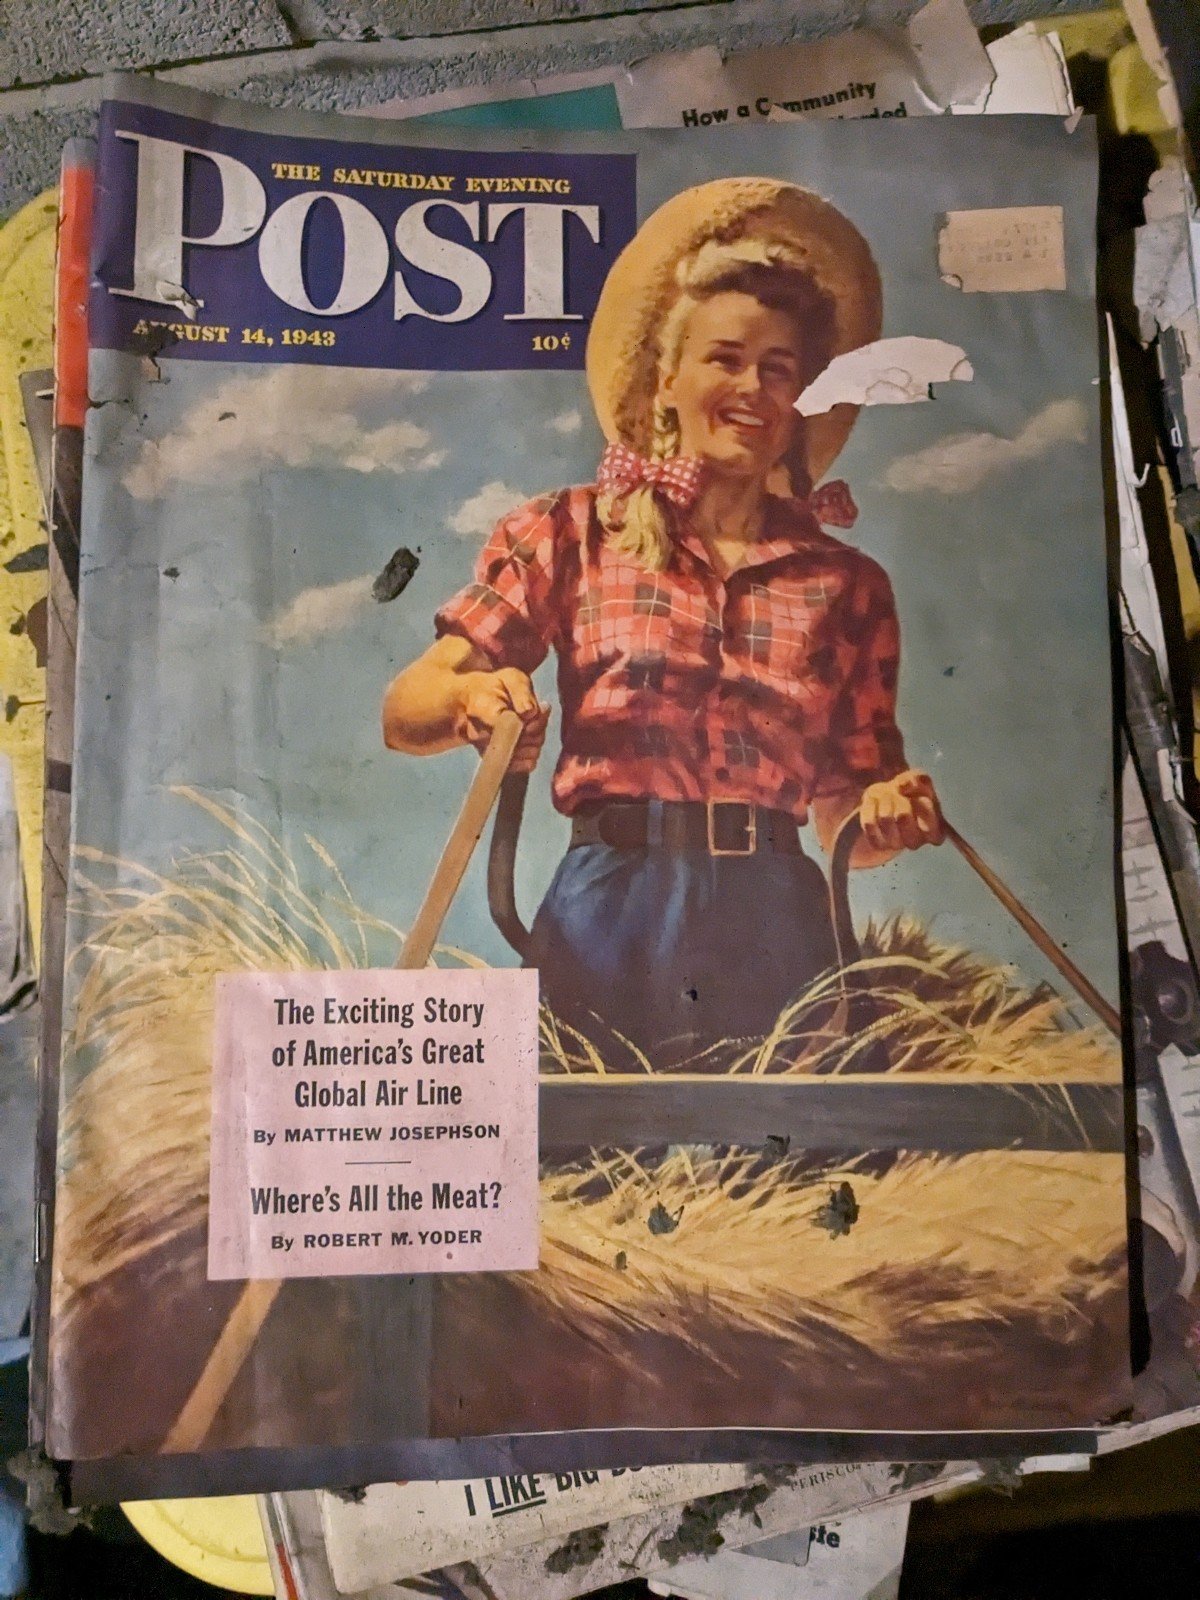 How a Community
THE SATURDAY EVENING
POST
AUGUST 14, 1943
10¢
The Exciting Story
of America's Great
Global Air Line
By MATTHEW JOSEPHSON
Where's All the Meat?
By ROBERT M. YODER
I LIKE BIG